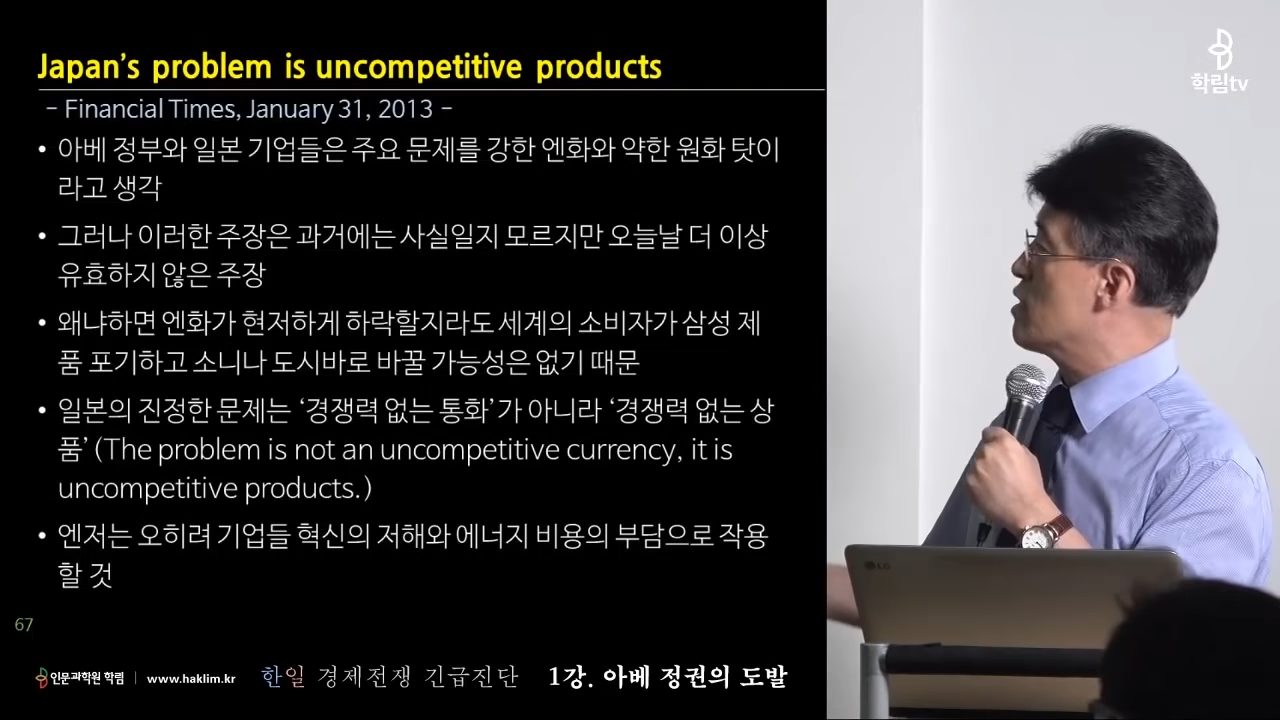 Japan's problem is uncompetitive products
- Financial Times, January 31, 2013 -
• 아베 정부와 일본 기업들은 주요 문제를 강한 엔화와 약한 원화 탓이
라고 생각
• 그러나 이러한 주장은 과거에는 사실일지 모르지만 오늘날 더 이상
유효하지 않은 주장
• 왜냐하면 엔화가 현저하게 하락할지라도 세계의 소비자가 삼성 제
품 포기하고 소니나 도시바로 바꿀 가능성은 없기 때문
• 일본의 진정한 문제는 ‘경쟁력 없는 통화’가 아니라 ‘경쟁력 없는 상
품’ (The problem is not an uncompetitive currency, it is
uncompetitive products.)
• 엔저는 오히려 기업들 혁신의 저해와 에너지 비용의 부담으로 작용
할 것
67
인문과학원 학림 | www.haklim.kr 한일 경제전쟁 긴급진단 1강. 아베 정권의 도발
학림tv
LG